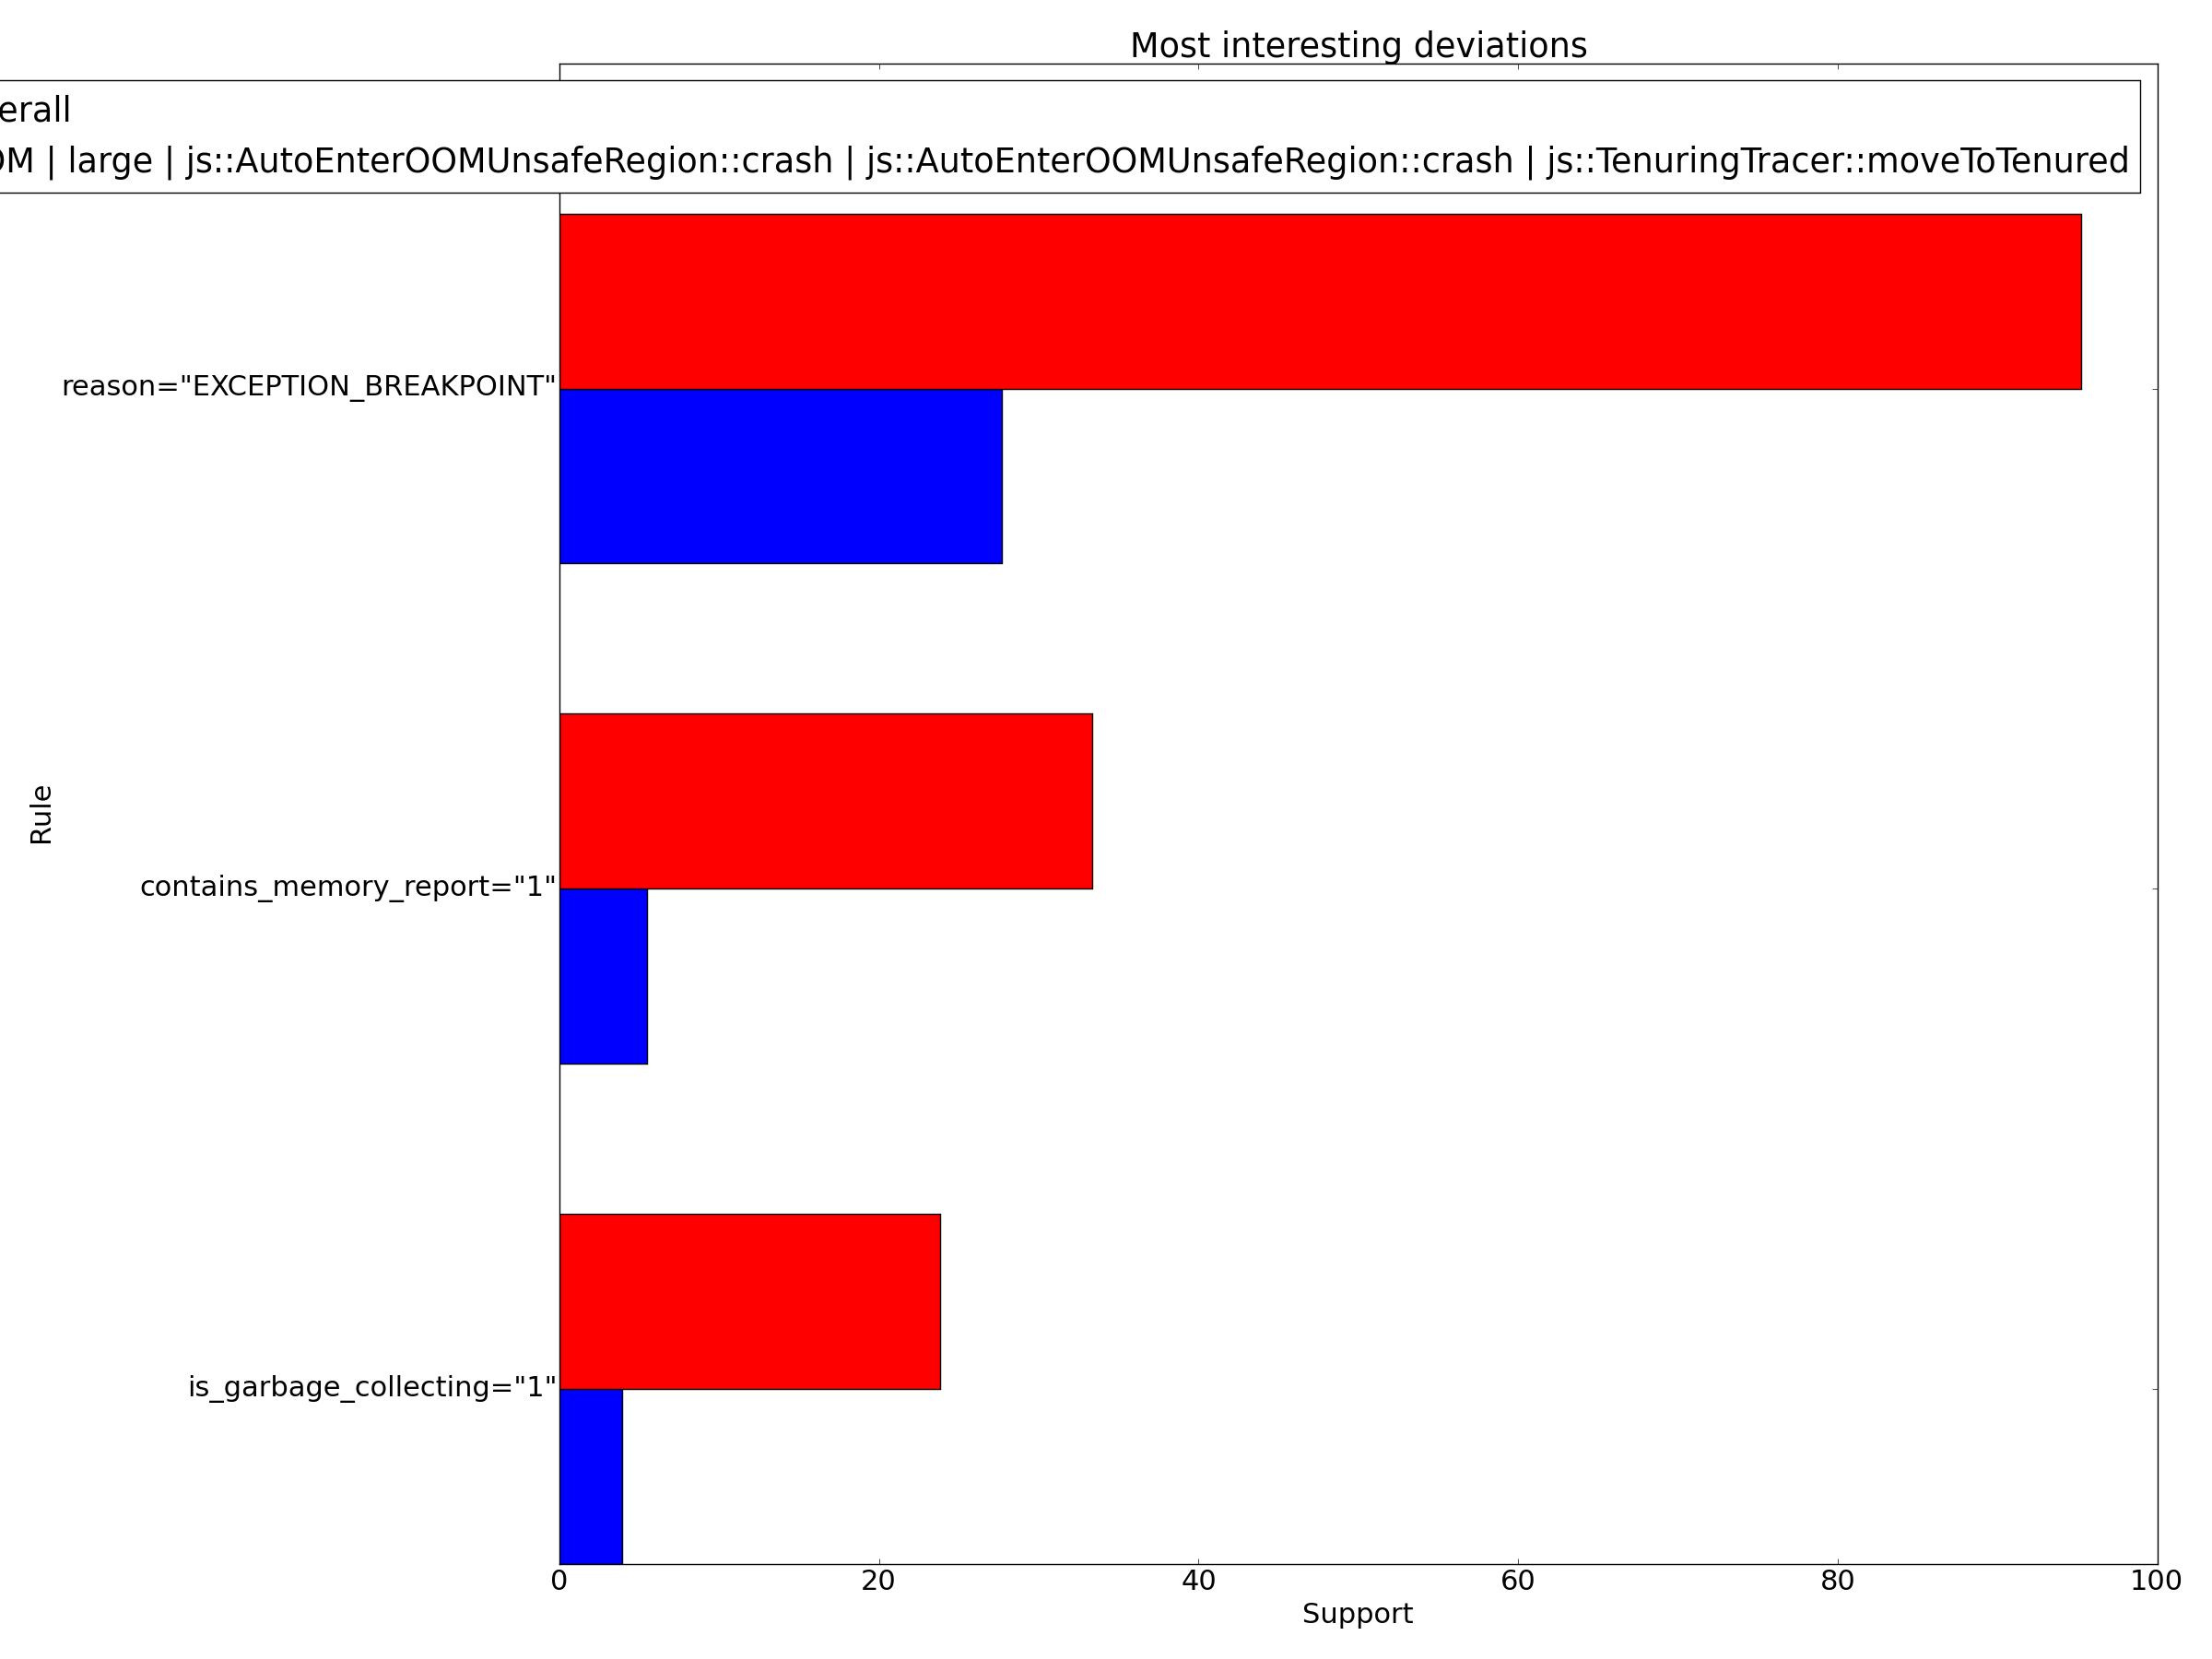 Most interesting deviations
erall
OM | large | js::AutoEnterOOMUnsafeRegion::crash | js::AutoEnterOOMUnsafeRegion::crash | js::TenuringTracer::moveToTenured
reason="EXCEPTION_BREAKPOINT"
Rule
contains_memory_report="1"
is_garbage_collecting="1"
0 20 40 60 80 100
Support